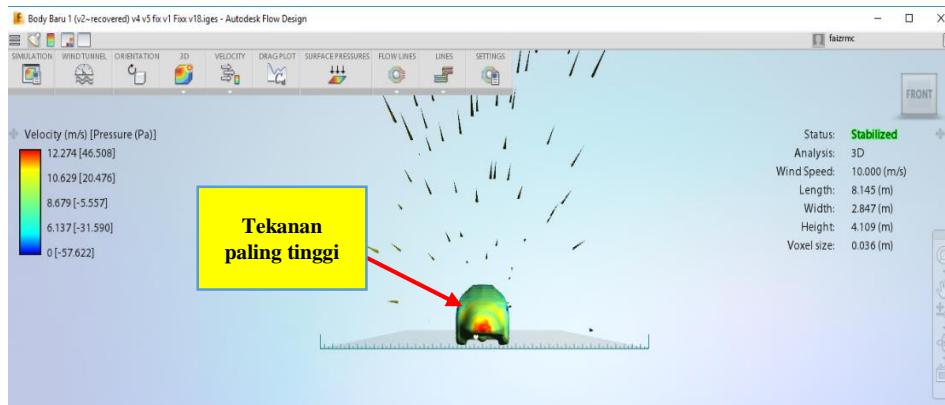 Body Baru 1 (v2~recovered) v4 v5 fix v1 Fixx v18.iges - Autodesk Flow Design
faizrmc
SIMULATION WIND TUNNEL ORIENTATION 3D VELOCITY DRAG PLOT SURFACE PRESSURES FLOW LINES LINES SETTINGS
FRONT
Velocity (m/s) [Pressure (Pa)]
12.274 [46.508]
10.629 [20.476]
8.679 [-5.557]
6.137 [-31.590]
0 [-57.622]
Tekanan
paling tinggi
Status: Stabilized
Analysis: 3D
Wind Speed: 10.000 (m/s)
Length: 8.145 (m)
Width: 2.847 (m)
Height: 4.109 (m)
Voxel size: 0.036 (m)